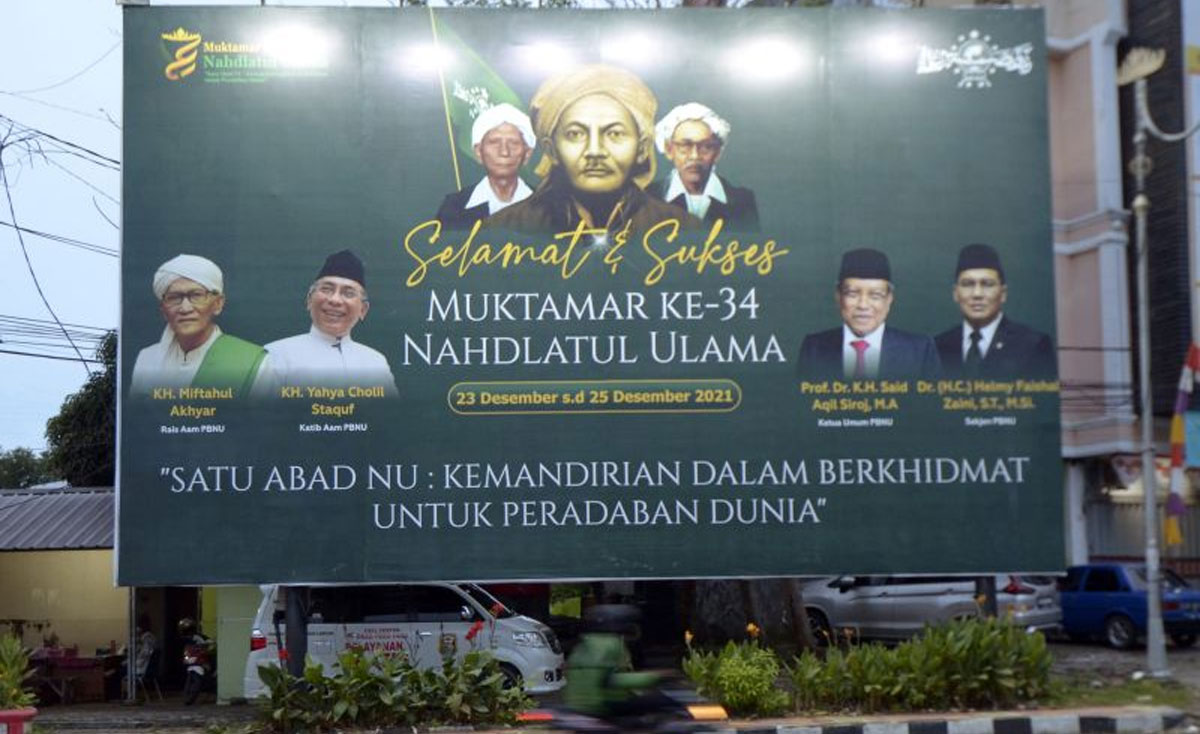 Muktamar
Nahdlatul
Selamat & Sukses
MUKTAMAR KE-34
NAHDLATUL ULAMA
23 Desember s.d 25 Desember 2021
KH. Miftahul
Akhyar
Rais Aam PBNU
KH. Yahya Cholil
Staquf
Katib Aam PBNU
Prof. Dr. K.H. Said
Aqil Siroj, M.A
Ketua Umum PBNU
Dr. (H.C.) Helmy Faishal
Zaini, S.T., M.Si.
Sekjen PBNU
"SATU ABAD NU : KEMANDIRIAN DALAM BERKHIDMAT
UNTUK PERADABAN DUNIA"